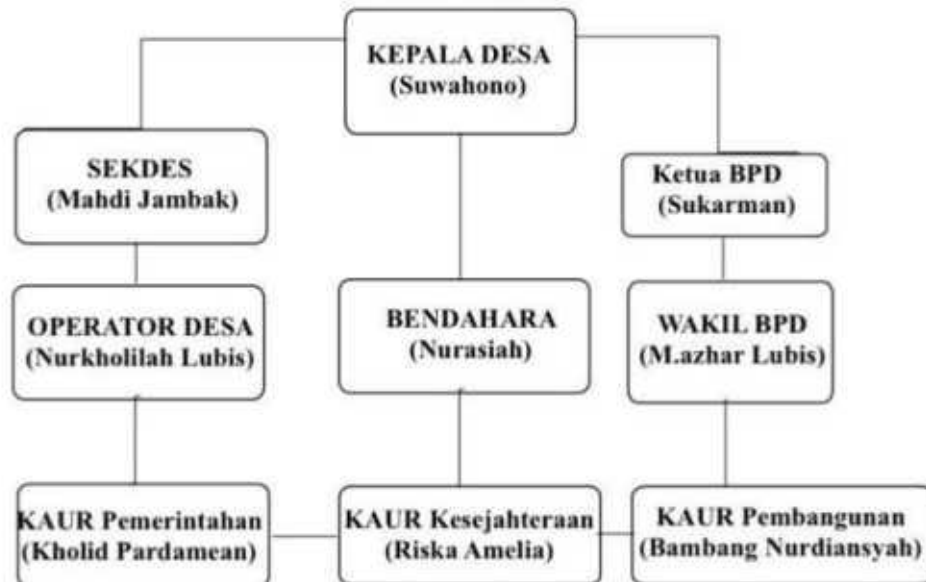 KEPALA DESA
(Suwahono)
SEKDES
(Mahdi Jambak)
Ketua BPD
(Sukarman)
OPERATOR DESA
(Nurkholilah Lubis)
BENDAHARA
(Nurasiah)
WAKIL BPD
(M.azhar Lubis)
KAUR Pemerintahan
(Kholid Pardamean)
KAUR Kesejahteraan
(Riska Amelia)
KAUR Pembangunan
(Bambang Nurdiansyah)